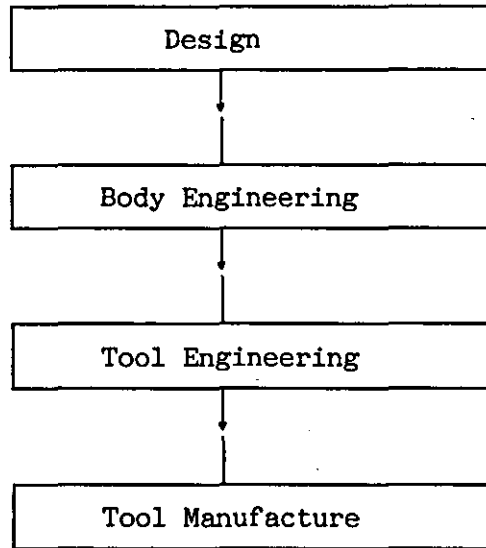 Design
Body Engineering
Tool Engineering
Tool Manufacture